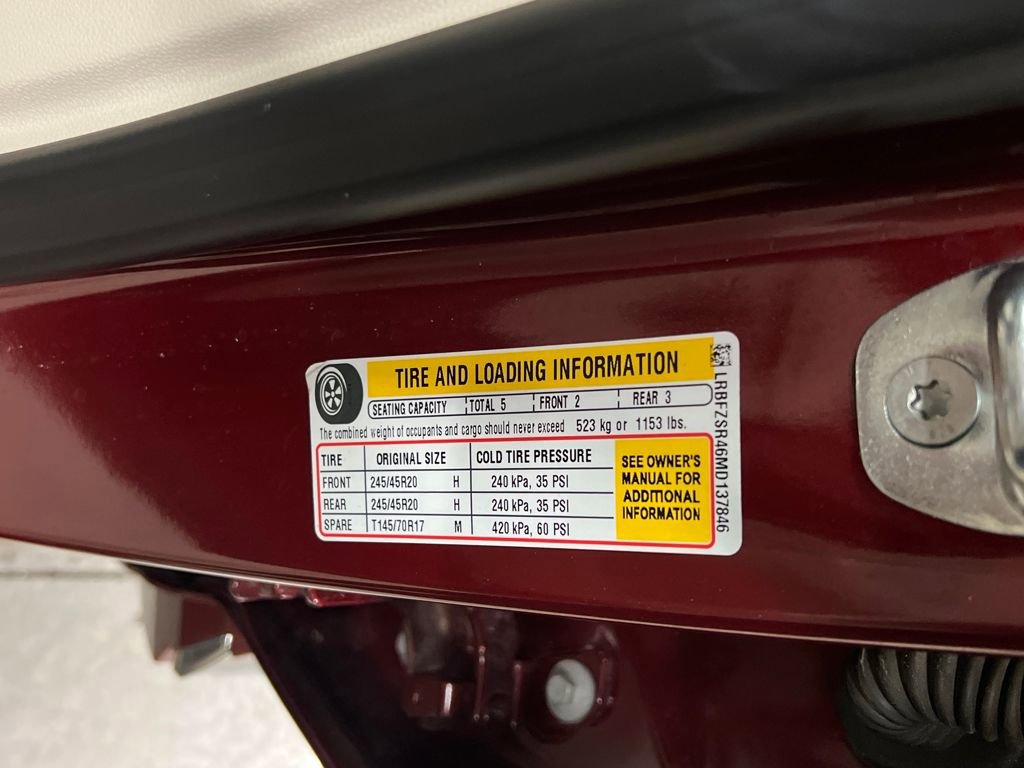 TIRE AND LOADING INFORMATION
SEATING CAPACITY TOTAL 5 FRONT 2 REAR 3
The combined weight of occupants and cargo should never exceed 523 kg or 1153 lbs.
TIRE ORIGINAL SIZE COLD TIRE PRESSURE
FRONT 245/45R20 H 240 kPa, 35 PSI
REAR 245/45R20 H 240 kPa, 35 PSI
SPARE T145/70R17 M 420 kPa, 60 PSI
SEE OWNER'S
MANUAL FOR
ADDITIONAL
INFORMATION
LRBFZSR46MD137846